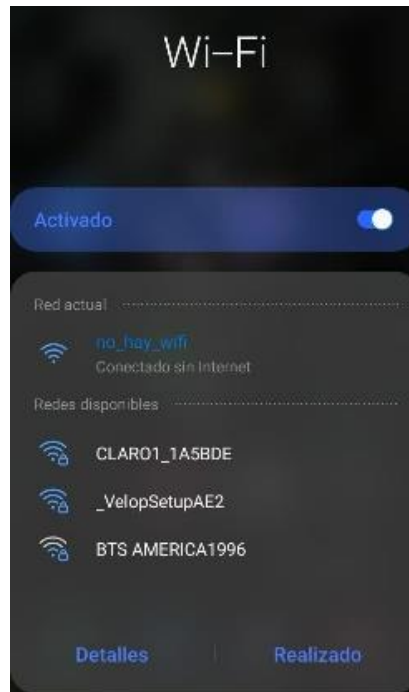 Wi-Fi
Activado
Red actual
no_hay_wifi
Conectado sin Internet
Redes disponibles
CLARO1_1A5BDE
_VelopSetupAE2
BTS AMERICA1996
Detalles
Realizado